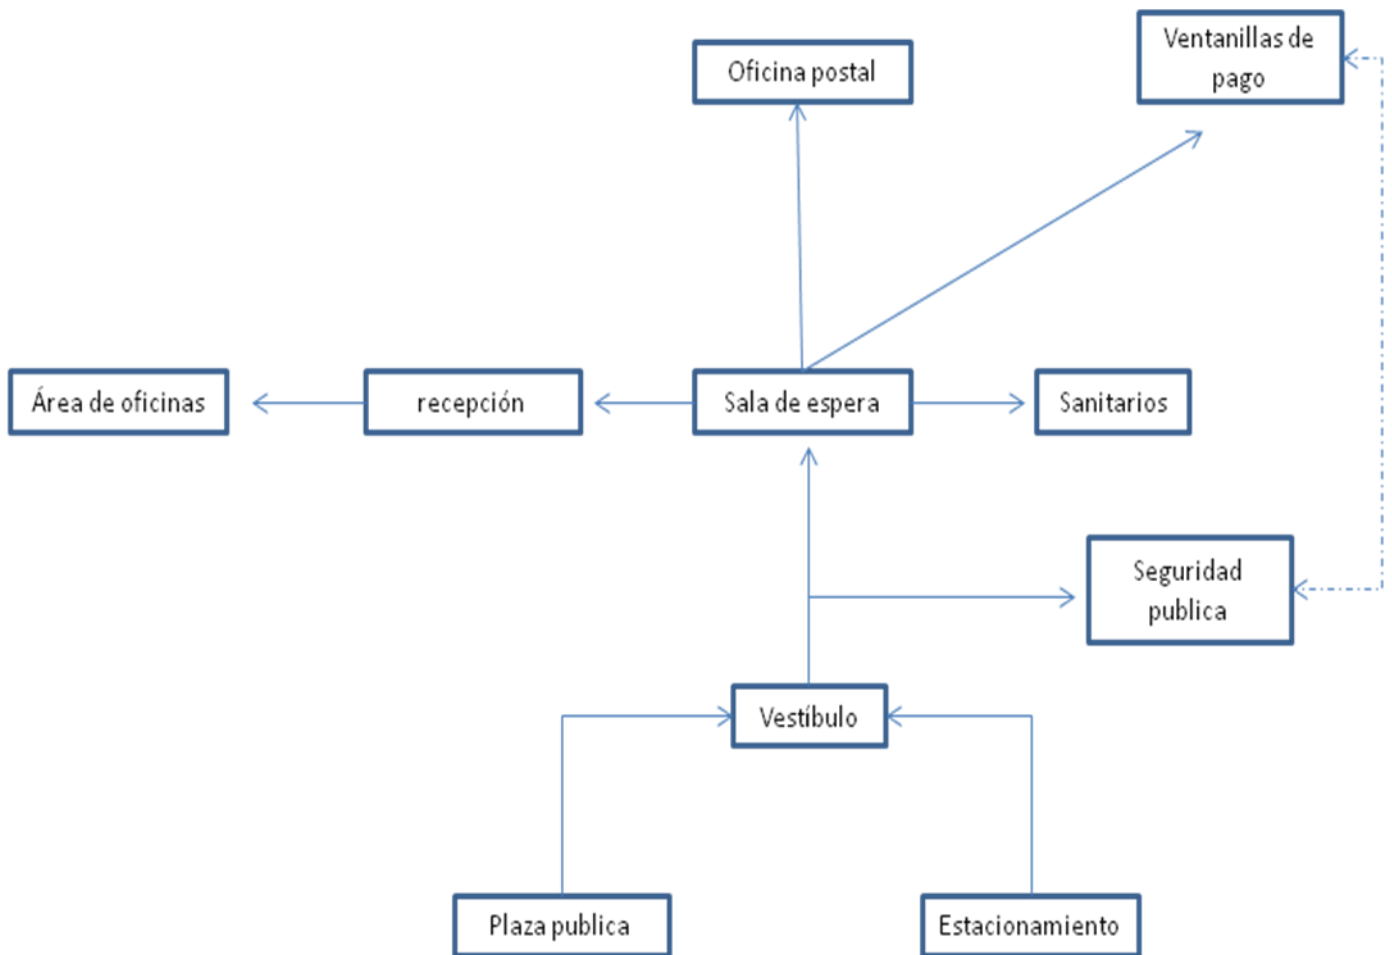 Oficina postal
Ventanillas de
pago
Área de oficinas
recepción
Sala de espera
Sanitarios
Seguridad
publica
Vestíbulo
Plaza publica
Estacionamiento